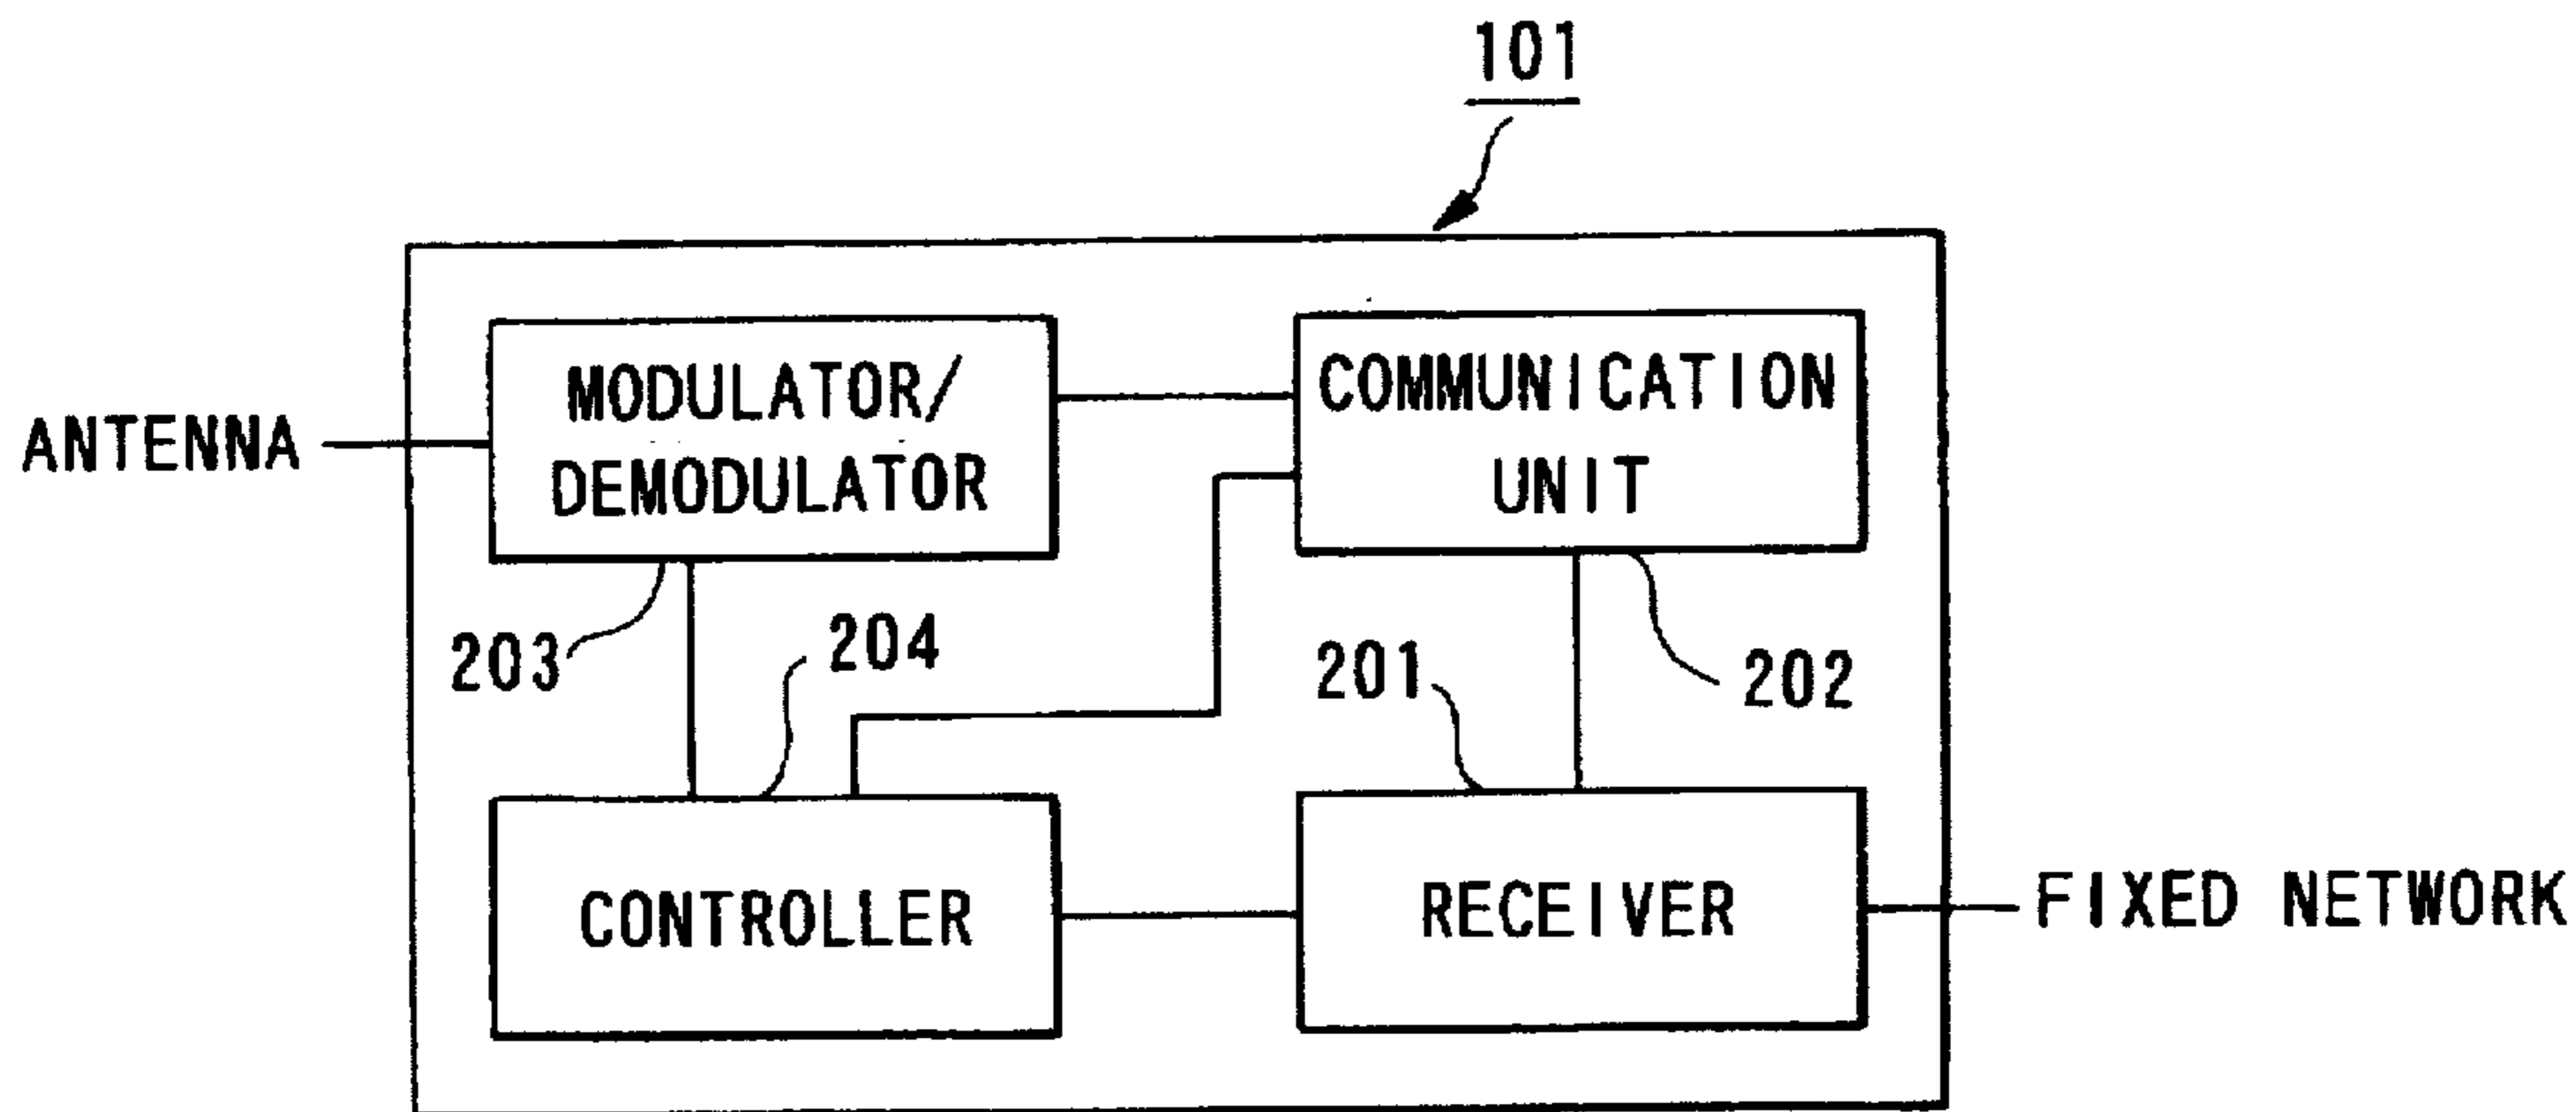 101
MODULATOR/
DEMODULATOR
COMMUNICATION
UNIT
ANTENNA
203
204
201
202
CONTROLLER
RECEIVER
FIXED NETWORK